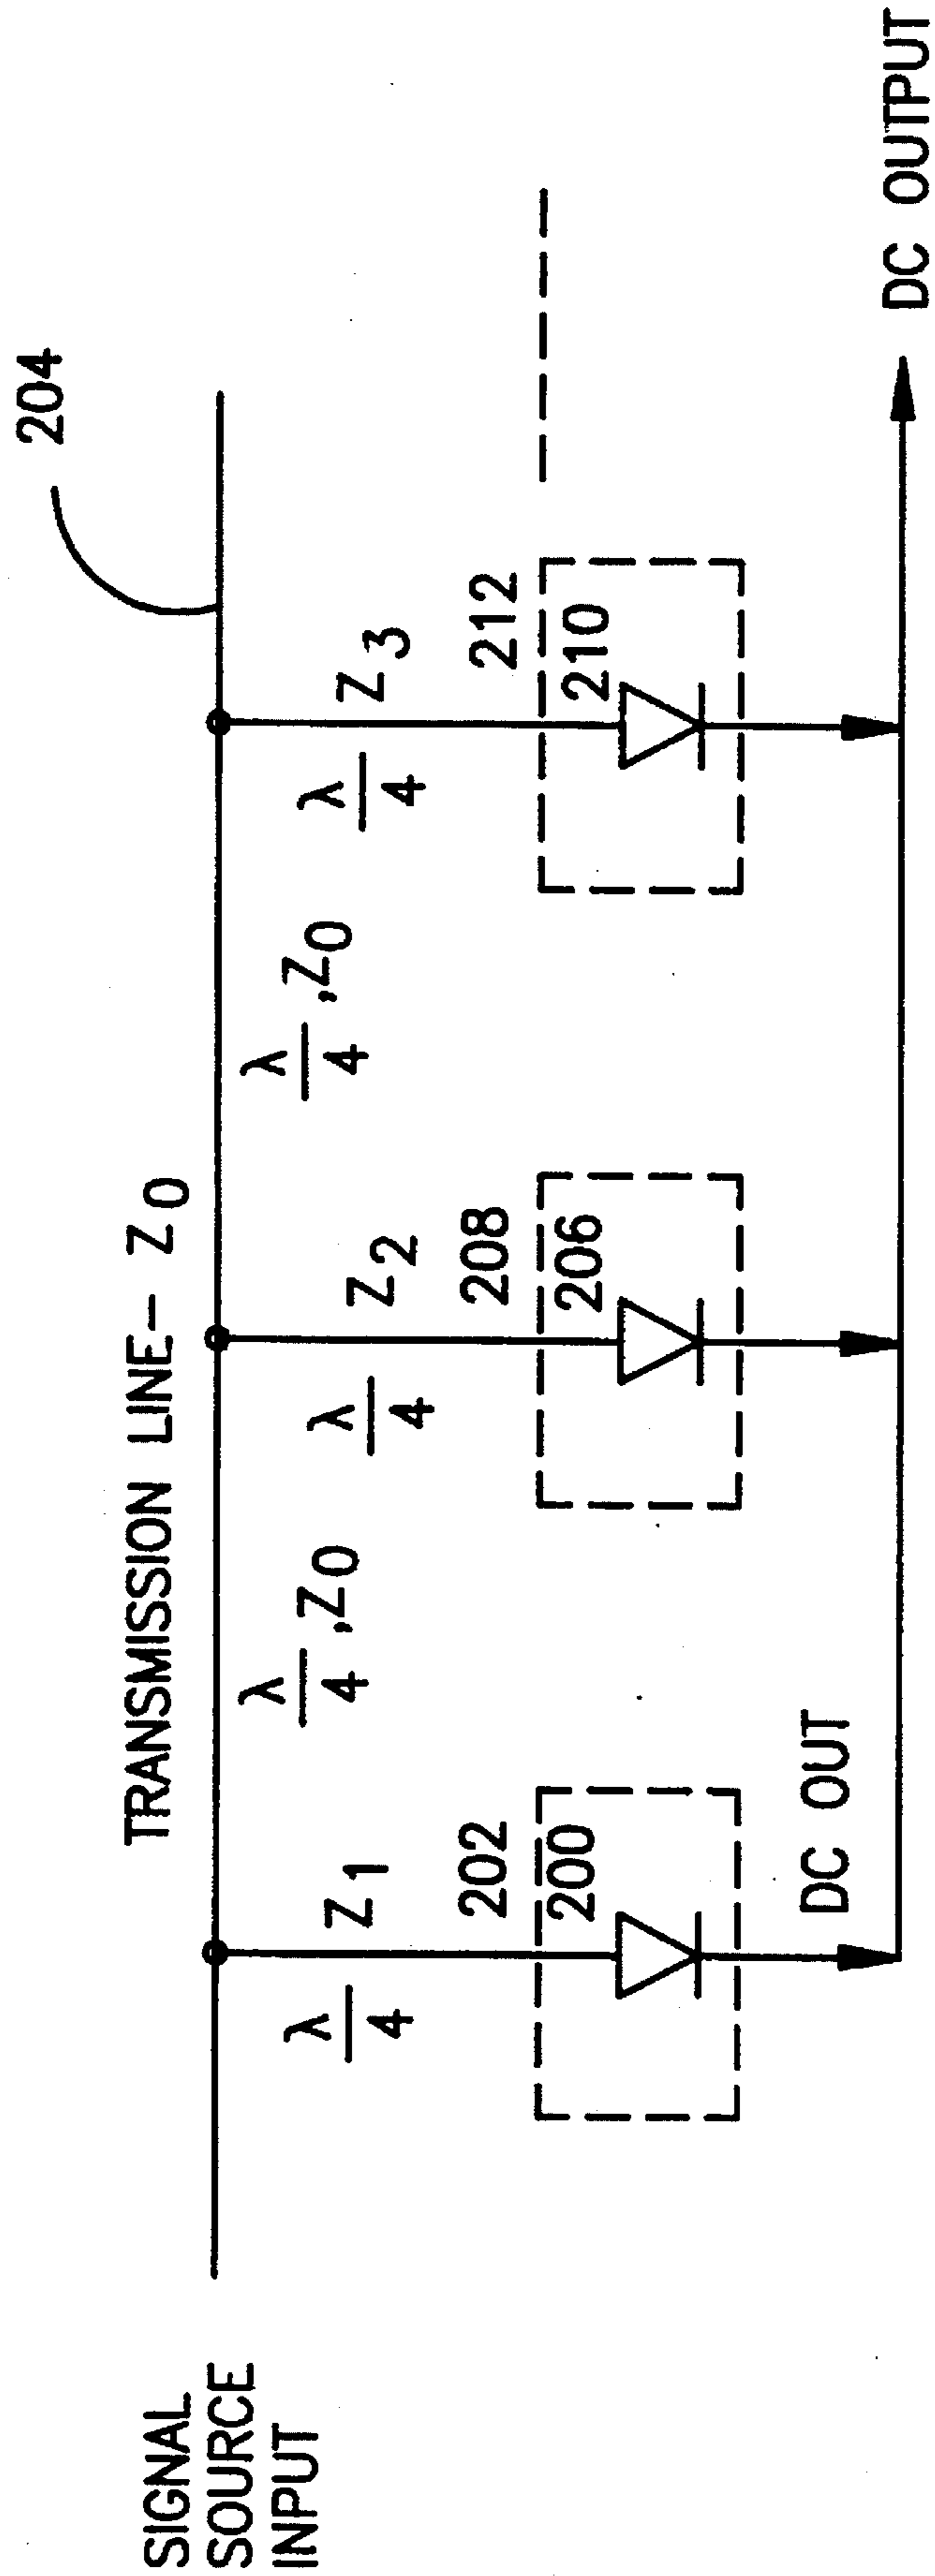 204
TRANSMISSION LINE– Z0
SIGNAL
SOURCE
INPUT
λ/4
Z1
λ/4 ,Z0
λ/4
Z2
λ/4 ,Z0
λ/4
Z3
202
200
208
206
212
210
DC OUT
DC OUTPUT